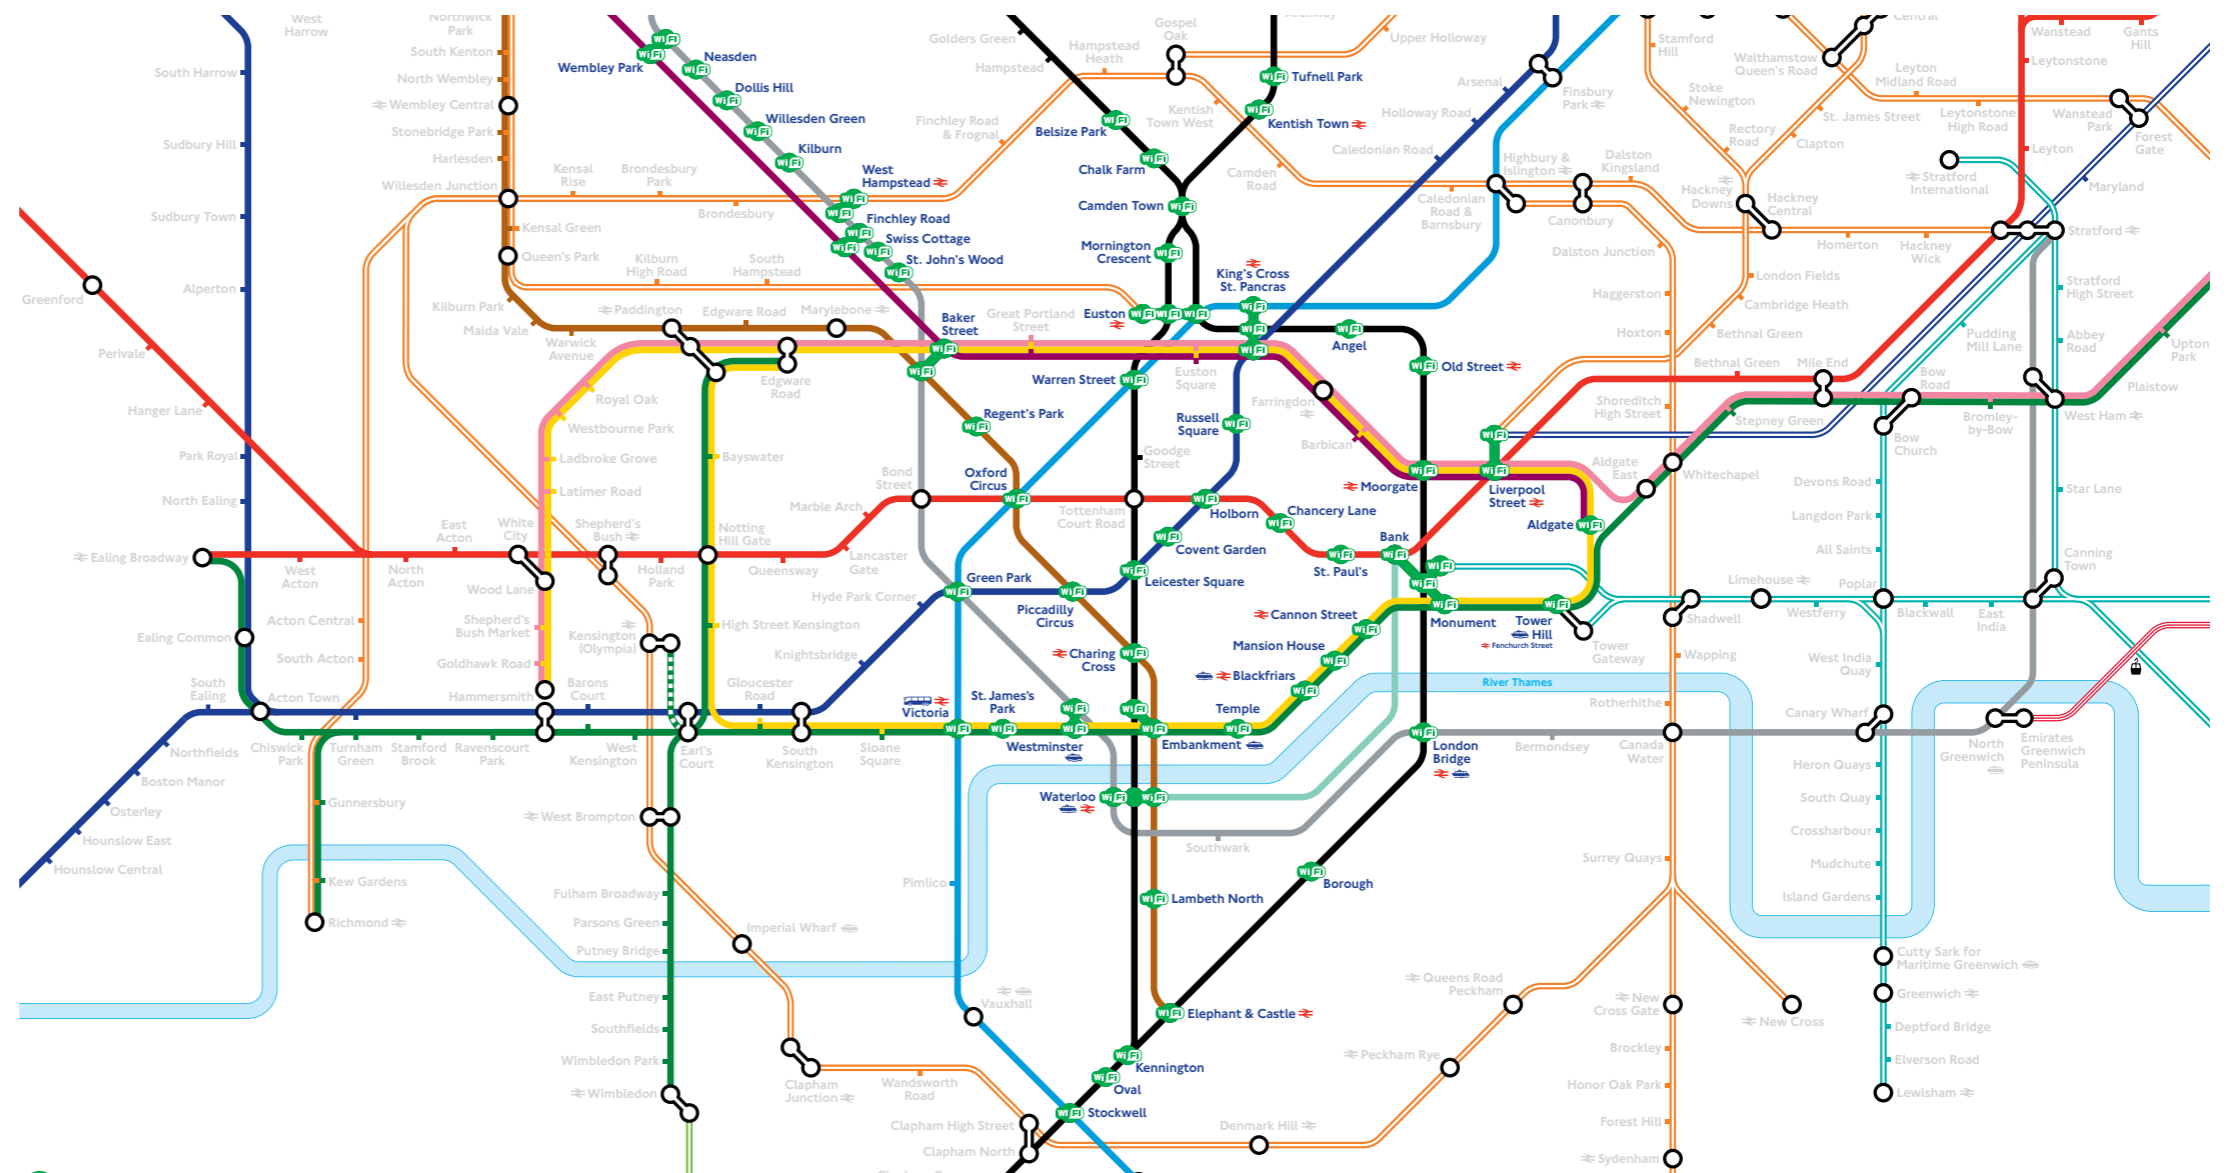 West
Harrow
Northwick
Park
South Kenton
North Wembley
Wembley Central
Stonebridge Park
Harlesden
Willesden Junction
Kensal Green
Queen's Park
Kilburn Park
Maida Vale
Warwick
Avenue
Paddington
Edgware Road
Marylebone
South Harrow
Sudbury Hill
Sudbury Town
Alperton
Park Royal
North Ealing
Greenford
Perivale
Hanger Lane
Kensal
Rise
Brondesbury
Park
Brondesbury
Kilburn
High Road
South
Hampstead
Finchley Road
& Frognal
Hampstead
Heath
Gospel
Oak
Upper Holloway
Kentish
Town West
Camden
Road
Caledonian
Road &
Barnsbury
Golders Green
Hampstead
Belsize Park
Chalk Farm
Camden Town
Mornington
Crescent
Euston
Tufnell Park
Kentish Town
King's Cross
St. Pancras
Angel
Old Street
Wembley Park
Neasden
Dollis Hill
Willesden Green
Kilburn
West
Hampstead
Finchley Road
Swiss Cottage
St. John's Wood
Baker
Street
Great Portland
Street
Euston
Square
Warren Street
Regent's Park
Oxford
Circus
Goodge
Street
Russell
Square
Farringdon
Barbican
Moorgate
Liverpool
Street
Aldgate
Aldgate
East
Arsenal
Holloway Road
Caledonian Road
Finsbury
Park
Highbury &
Islington
Canonbury
Dalston
Kingsland
Dalston Junction
Haggerston
Hoxton
Shoreditch
High Street
Stamford
Hill
Stoke
Newington
Rectory
Road
Hackney
Downs
Hackney
Central
London Fields
Cambridge Heath
Bethnal Green
Walthamstow
Queen's Road
Central
St. James Street
Clapton
Leyton
Midland Road
Leytonstone
High Road
Wanstead
Park
Forest
Gate
Wanstead
Gants
Hill
Leytonstone
Leyton
Maryland
Stratford
International
Stratford
Homerton
Hackney
Wick
Stratford
High Street
Abbey
Road
Pudding
Mill Lane
Upton
Park
Plaistow
West Ham
Bromley-
by-Bow
Bow
Road
Bow
Church
Mile End
Bethnal Green
Stepney Green
Whitechapel
Devons Road
Langdon Park
All Saints
Poplar
Star Lane
Canning
Town
Limehouse
Westferry
Blackwall
East
India
Shadwell
Wapping
Rotherhithe
Canada
Water
Surrey Quays
West India
Quay
Canary Wharf
Heron Quays
South Quay
Crossharbour
Mudchute
Island Gardens
Cutty Sark for
Maritime Greenwich
Greenwich
Deptford Bridge
Elverson Road
Lewisham
North
Greenwich
Emirates
Greenwich
Peninsula
Bermondsey
River Thames
Royal Oak
Westbourne Park
Ladbroke Grove
Latimer Road
Edgware
Road
Bayswater
Notting
Hill Gate
Queensway
Lancaster
Gate
Marble Arch
Bond
Street
Tottenham
Court Road
Holborn
Chancery Lane
St. Paul's
Bank
Covent Garden
Leicester Square
Green Park
Piccadilly
Circus
Hyde Park Corner
Knightsbridge
Charing
Cross
Cannon Street
Mansion House
Blackfriars
Temple
Embankment
Monument
Tower
Hill
Fenchurch Street
Tower
Gateway
London
Bridge
Ealing Broadway
West
Acton
North
Acton
East
Acton
White
City
Wood Lane
Shepherd's
Bush
Holland
Park
Shepherd's
Bush Market
Goldhawk Road
Hammersmith
Kensington
(Olympia)
High Street Kensington
Ealing Common
Acton Central
South Acton
South
Ealing
Acton Town
Barons
Court
Gloucester
Road
Northfields
Boston Manor
Osterley
Hounslow East
Hounslow Central
Chiswick
Park
Turnham
Green
Stamford
Brook
Ravenscourt
Park
West
Kensington
Earl's
Court
South
Kensington
Sloane
Square
Victoria
St. James's
Park
Westminster
Waterloo
Southwark
Gunnersbury
Kew Gardens
Richmond
West Brompton
Fulham Broadway
Parsons Green
Putney Bridge
East Putney
Southfields
Wimbledon Park
Wimbledon
Imperial Wharf
Clapham
Junction
Wandsworth
Road
Pimlico
Vauxhall
Lambeth North
Borough
Elephant & Castle
Kennington
Oval
Stockwell
Clapham High Street
Clapham North
Denmark Hill
Peckham Rye
Queens Road
Peckham
New
Cross Gate
New Cross
Brockley
Honor Oak Park
Forest Hill
Sydenham